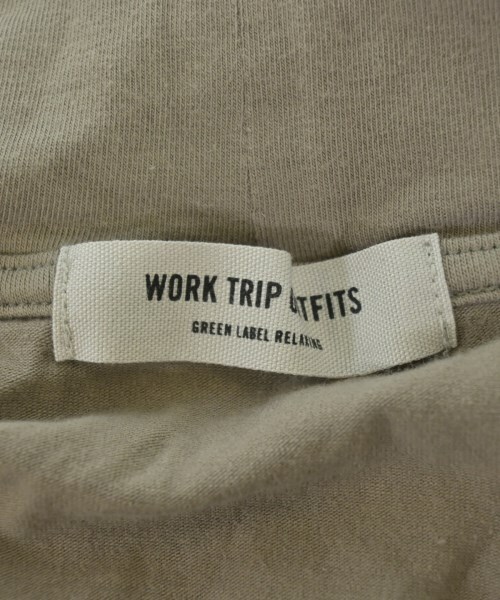 WORK TRIP OUTFITS
GREEN LABEL RELAXING